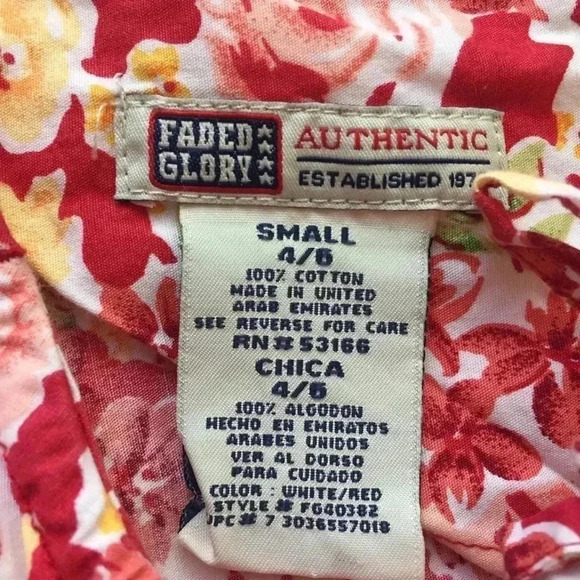 FADED
GLORY
AUTHENTIC
ESTABLISHED 197
SMALL
4/6
100% COTTON
MADE IN UNITED
ARAB EMIRATES
SEE REVERSE FOR CARE
RN# 53166
CHICA
4/6
100% ALGODON
HECHO EN EMIRATOS
ARABES UNIDOS
VER AL DORSO
PARA CUIDADO
COLOR : WHITE/RED
STYLE# FG40382
UPC# 7 3036557018